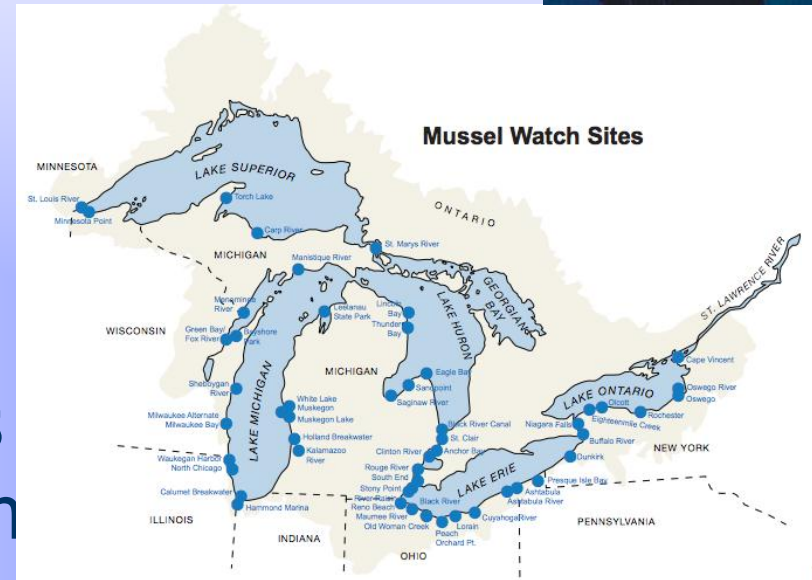 Mussel Watch Sites
MINNESOTA
LAKE SUPERIOR
St. Louis River
Minnesota Point
Torch Lake
Carp River
ONTARIO
St. Marys River
MICHIGAN
Manistique River
GEORGIAN
BAY
ST. LAWRENCE RIVER
Menominee
River
Leelanau
State Park
Lincoln
Bay
Thunder
Bay
LAKE HURON
WISCONSIN
Green Bay/
Fox River
Bayshore
Park
Cape Vincent
MICHIGAN
Eagle Bay
Sandpoint
Saginaw River
Sheboygan
River
LAKE MICHIGAN
White Lake
Muskegon
Muskegon Lake
LAKE ONTARIO
Oswego River
Oswego
Olcott
Rochester
Eighteenmile Creek
Niagara Falls
Milwaukee Alternate
Milwaukee Bay
Holland Breakwater
Kalamazoo
River
Black River Canal
St. Clair
Anchor Bay
Clinton River
Buffalo River
NEW YORK
Dunkirk
Waukegan Harbor
North Chicago
Rouge River
South End
Stony Point
River Raisin
Reno Beach
Maumee River
Old Woman Creek
Black River
LAKE ERIE
Presque Isle Bay
Ashtabula
Ashtabula River
Calumet Breakwater
Hammond Marina
ILLINOIS
INDIANA
OHIO
Peach
Orchard Pt.
Lorain
CuyahogaRiver
PENNSYLVANIA